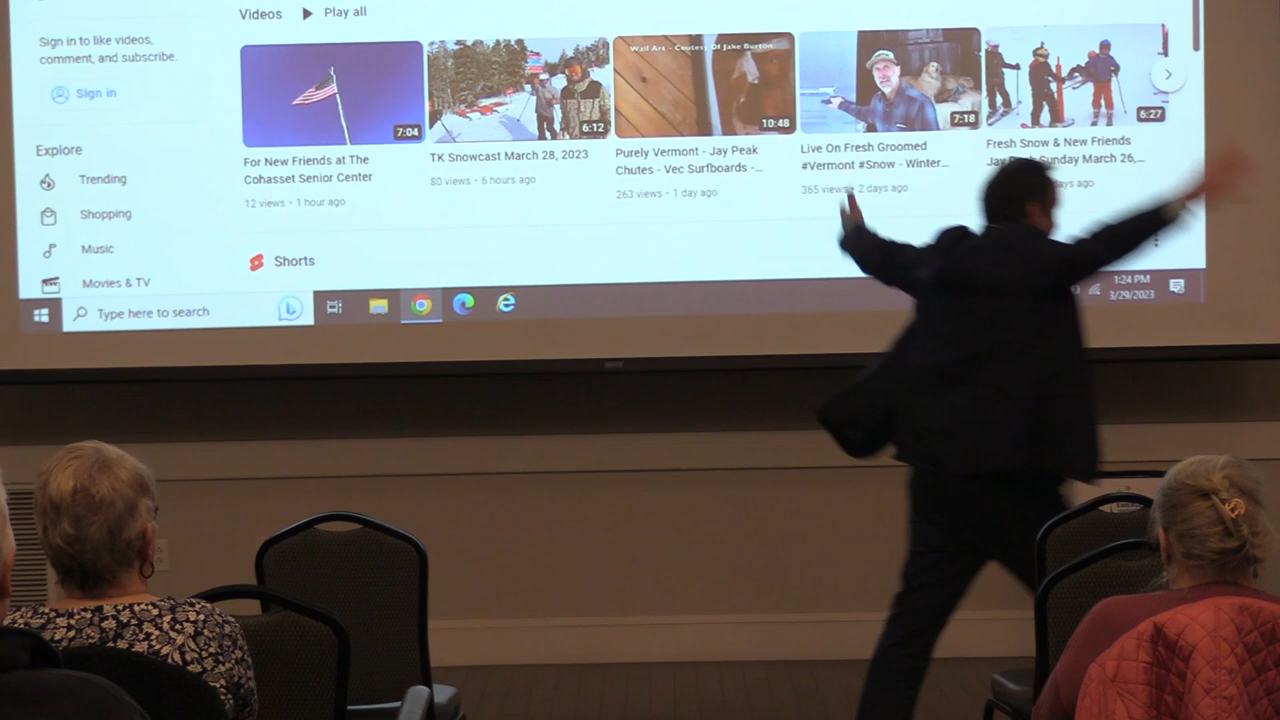 Videos Play all
Sign in to like videos,
comment, and subscribe.
Sign in
Explore
Trending
Shopping
Music
Movies & TV
Wall Art - Coutesy Of Jake Burton
7:04
6:12
10:48
7:18
6:27
For New Friends at The
Cohasset Senior Center
12 views • 1 hour ago
TK Snowcast March 28, 2023
80 views • 6 hours ago
Purely Vermont - Jay Peak
Chutes - Vec Surfboards -...
263 views • 1 day ago
Live On Fresh Groomed
#Vermont #Snow - Winter...
365 views • 2 days ago
Fresh Snow & New Friends
Jay Sunday March 26,...
ago
Shorts
Type here to search
1:24 PM
3/29/2023